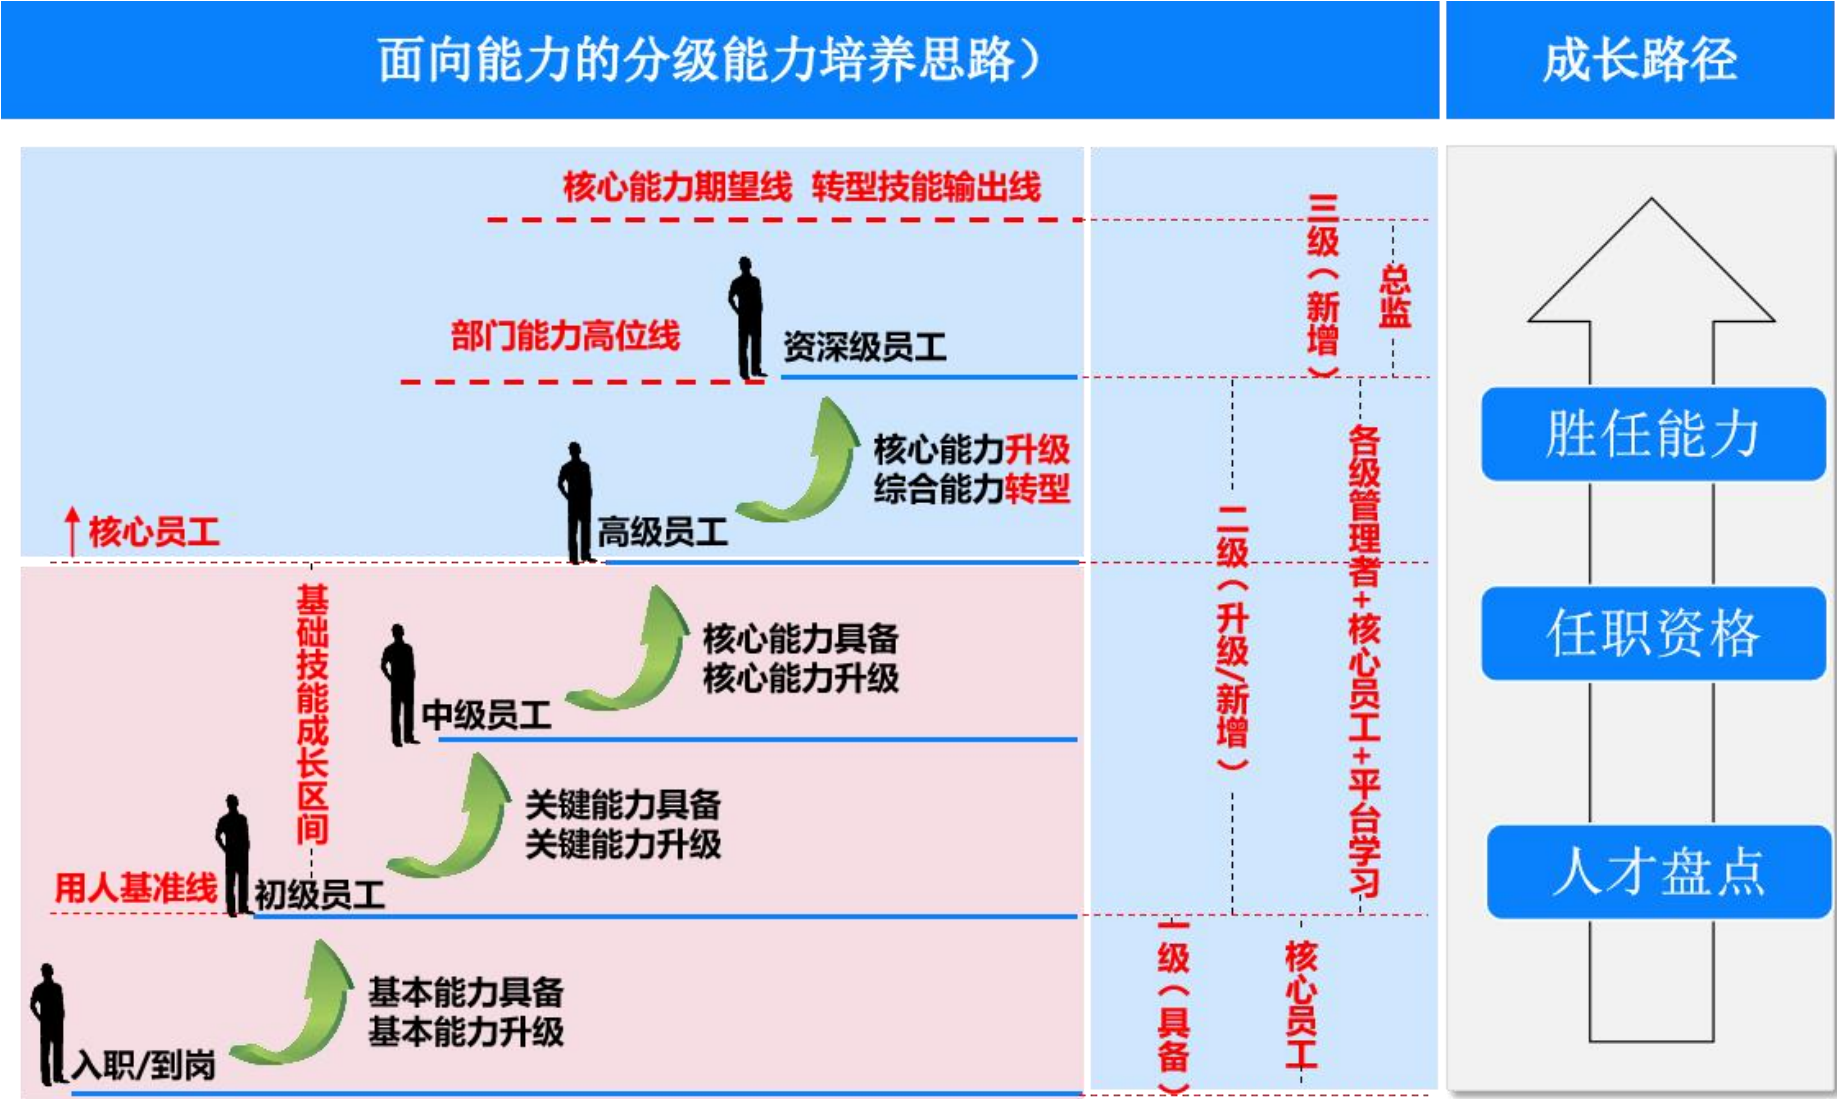 面向能力的分级能力培养思路）
成长路径
核心能力期望线 转型技能输出线
部门能力高位线
资深级员工
核心能力升级
综合能力转型
核心员工
高级员工
基础技能成长区间
核心能力具备
核心能力升级
中级员工
关键能力具备
关键能力升级
用人基准线
初级员工
基本能力具备
基本能力升级
入职/到岗
三级（新增）
总监
二级（升级/新增）
各级管理者+核心员工+平台学习
一级（具备）
核心员工
胜任能力
任职资格
人才盘点